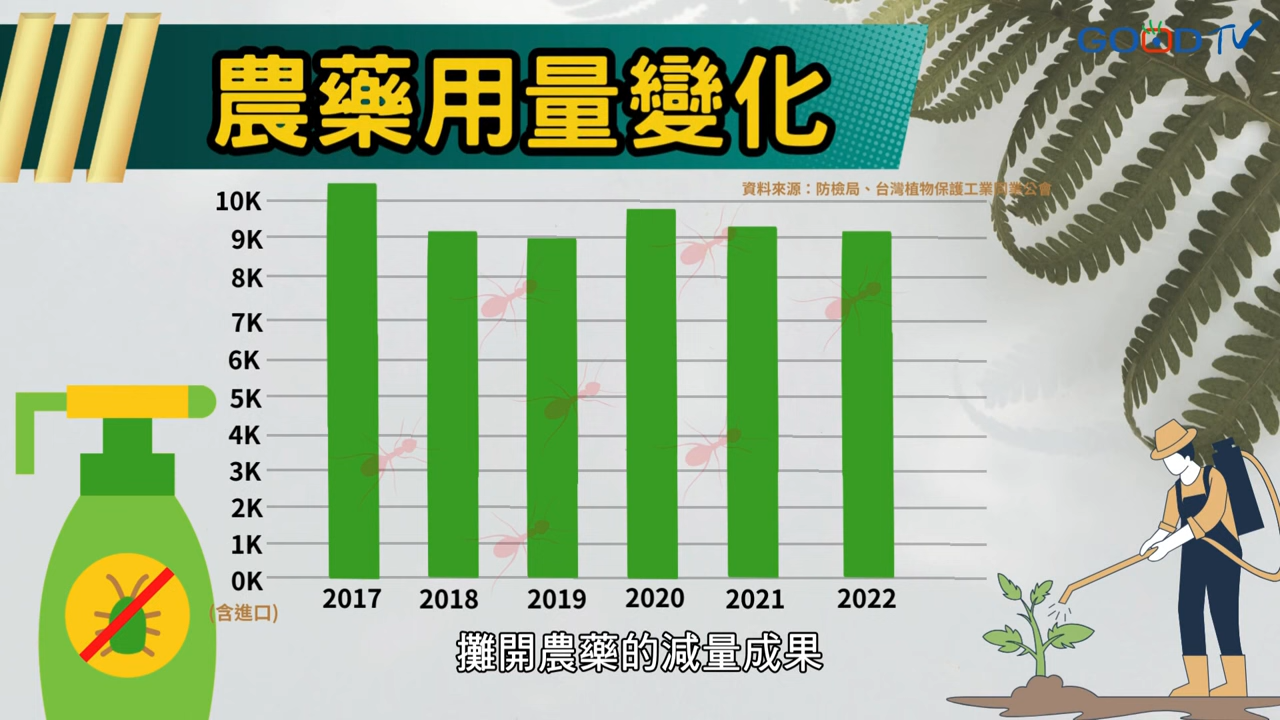 農藥用量變化
GOODTV
資料來源：防檢局、台灣植物保護工業同業公會
10K
9K
8K
7K
6K
5K
4K
3K
2K
1K
0K
(含進口)
2017 2018 2019 2020 2021 2022
攤開農藥的減量成果